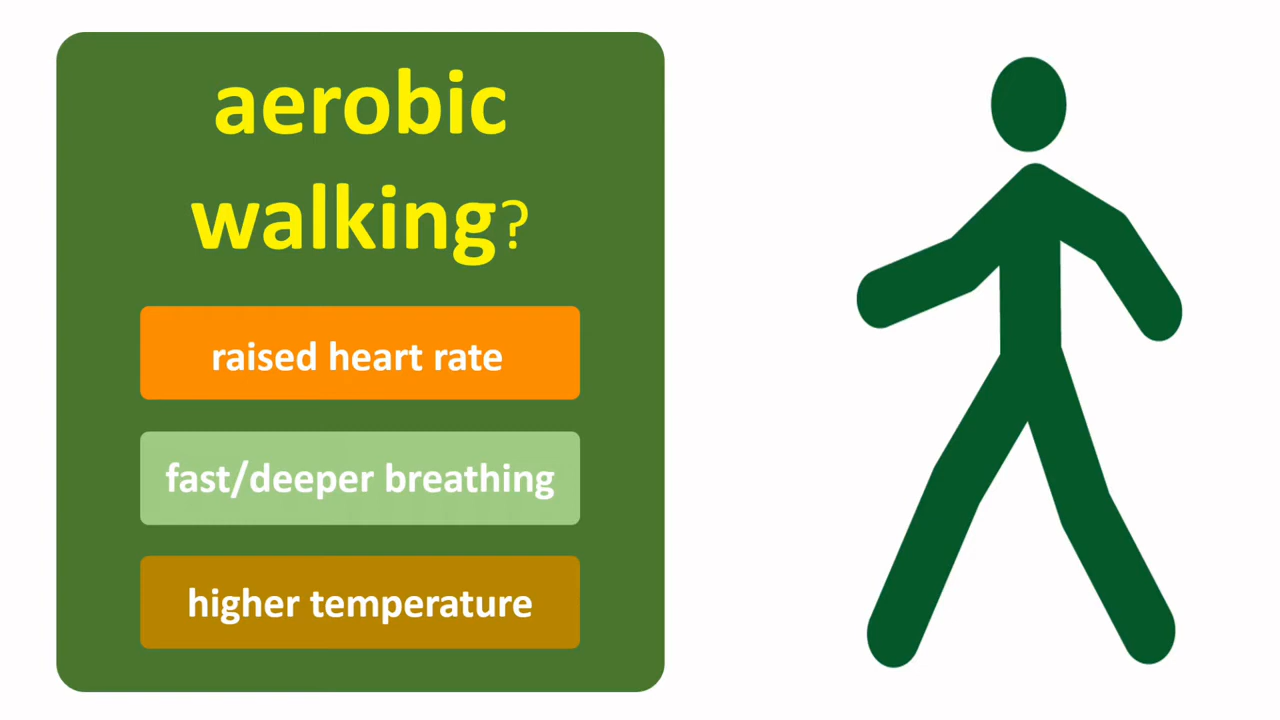 aerobic
walking?
raised heart rate
fast/deeper breathing
higher temperature